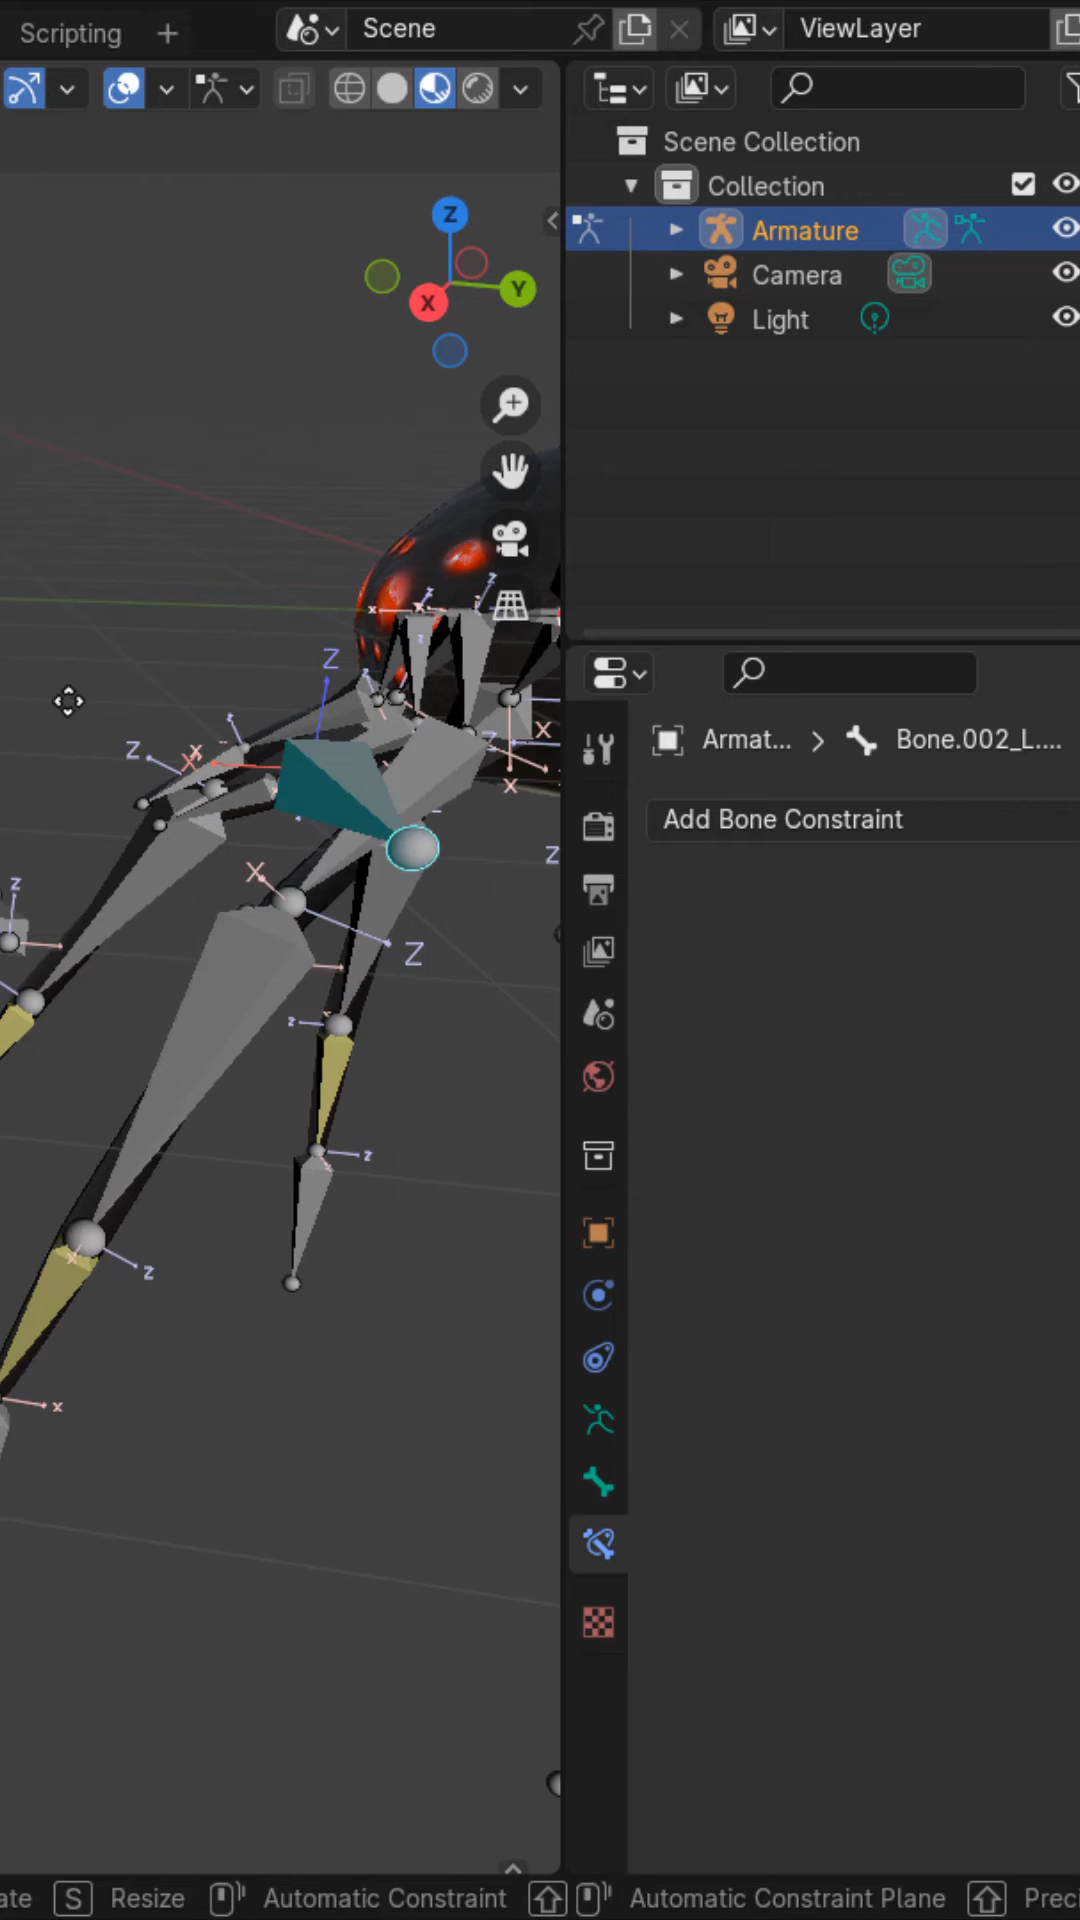 Scripting
Scene
ViewLayer
Scene Collection
Collection
Armature
Camera
Light
Z
Y
X
z
x
z
z
x
Z
z
z
X
Z
x
X
X
X
Z
X
Z
z
z
z
x
z
x
Armat...
Bone.002_L....
Add Bone Constraint
ate S Resize Automatic Constraint Automatic Constraint Plane Preci